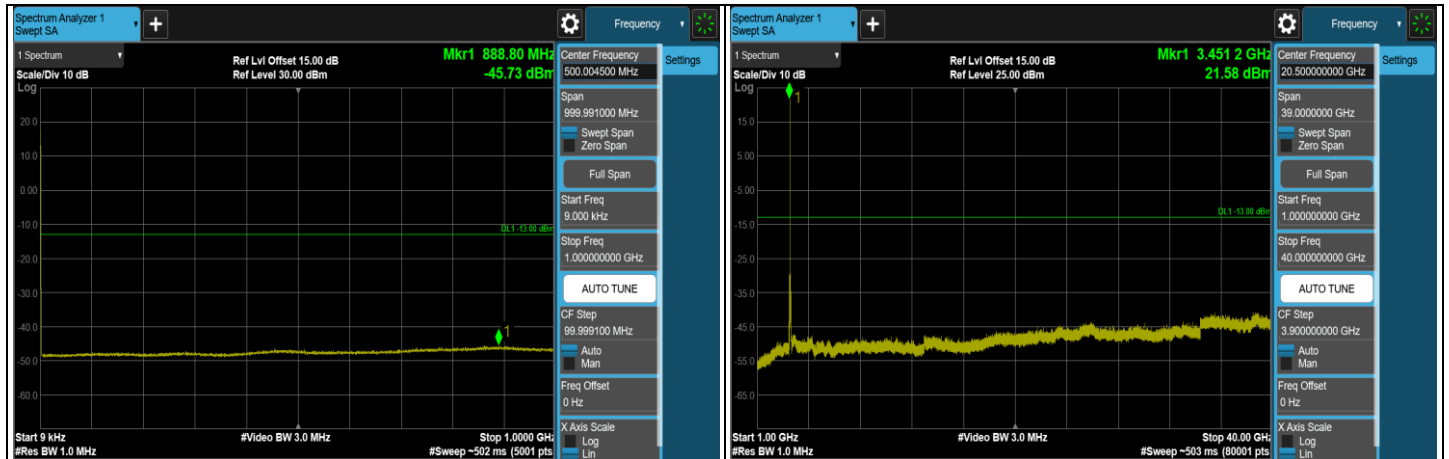 Spectrum Analyzer 1
Swept SA
+
Frequency
1 Spectrum
Scale/Div 10 dB
Log
Ref Lvl Offset 15.00 dB
Ref Level 30.00 dBm
Mkr1 888.80 MHz
-45.73 dBm
1
20.0
10.0
0.00
-10.0
-20.0
-30.0
-40.0
-50.0
-60.0
DL1 -13.00 dBm
Start 9 kHz
#Res BW 1.0 MHz
#Video BW 3.0 MHz
Stop 1.0000 GHz
#Sweep ~502 ms (5001 pts
Center Frequency
500.004500 MHz
Span
999.991000 MHz
Swept Span
Zero Span
Full Span
Start Freq
9.000 kHz
Stop Freq
1.000000000 GHz
AUTO TUNE
CF Step
99.999100 MHz
Auto
Man
Freq Offset
0 Hz
X Axis Scale
Log
Lin
Settings
Spectrum Analyzer 1
Swept SA
+
Frequency
1 Spectrum
Scale/Div 10 dB
Log
Ref Lvl Offset 15.00 dB
Ref Level 25.00 dBm
Mkr1 3.451 2 GHz
21.58 dBm
1
15.0
5.00
-5.00
-15.0
-25.0
-35.0
-45.0
-55.0
-65.0
DL1 -13.00 dBm
Start 1.00 GHz
#Res BW 1.0 MHz
#Video BW 3.0 MHz
Stop 40.00 GHz
#Sweep ~503 ms (80001 pts
Center Frequency
20.500000000 GHz
Span
39.0000000 GHz
Swept Span
Zero Span
Full Span
Start Freq
1.000000000 GHz
Stop Freq
40.000000000 GHz
AUTO TUNE
CF Step
3.900000000 GHz
Auto
Man
Freq Offset
0 Hz
X Axis Scale
Log
Lin
Settings